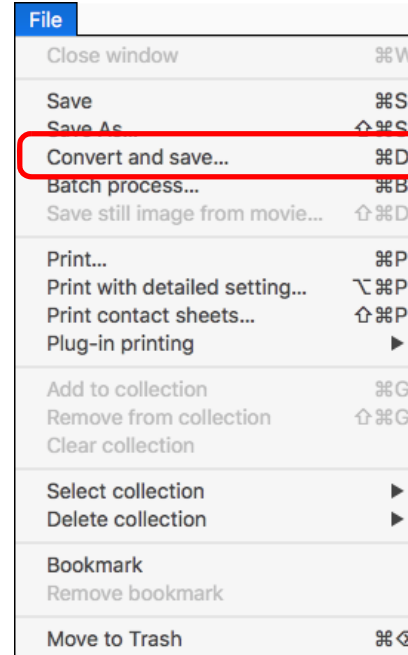 File
Close window ⌘W
Save ⌘S
Save As... ⇧⌘S
Convert and save... ⌘D
Batch process... ⌘B
Save still image from movie... ⇧⌘D
Print... ⌘P
Print with detailed setting... ⌥⌘P
Print contact sheets... ⇧⌘P
Plug-in printing ▶
Add to collection ⌘G
Remove from collection ⇧⌘G
Clear collection
Select collection ▶
Delete collection ▶
Bookmark
Remove bookmark
Move to Trash ⌘⌫